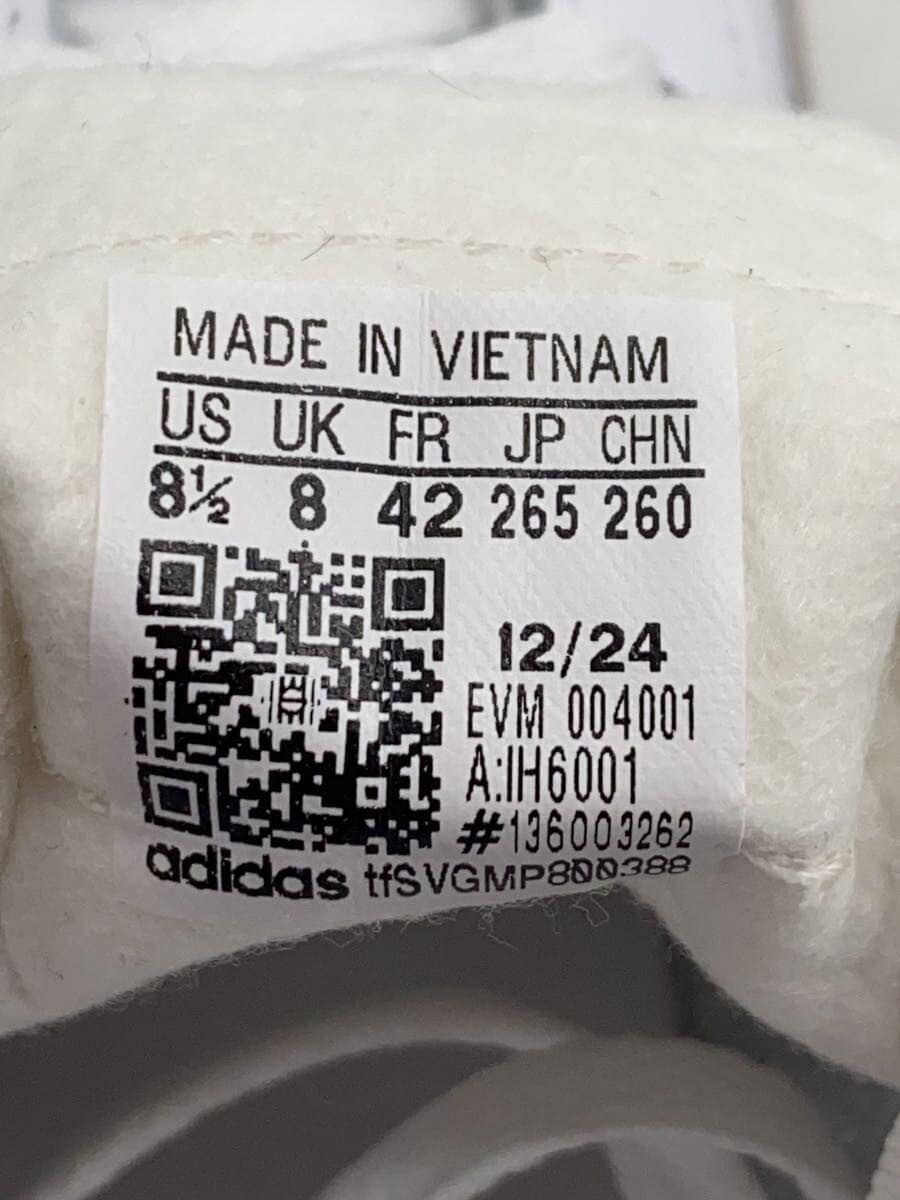 MADE IN VIETNAM
US UK FR JP CHN
8½ 8 42 265 260
12/24
EVM 004001
A:IH6001
#136003262
adidas tfSVGMP800388